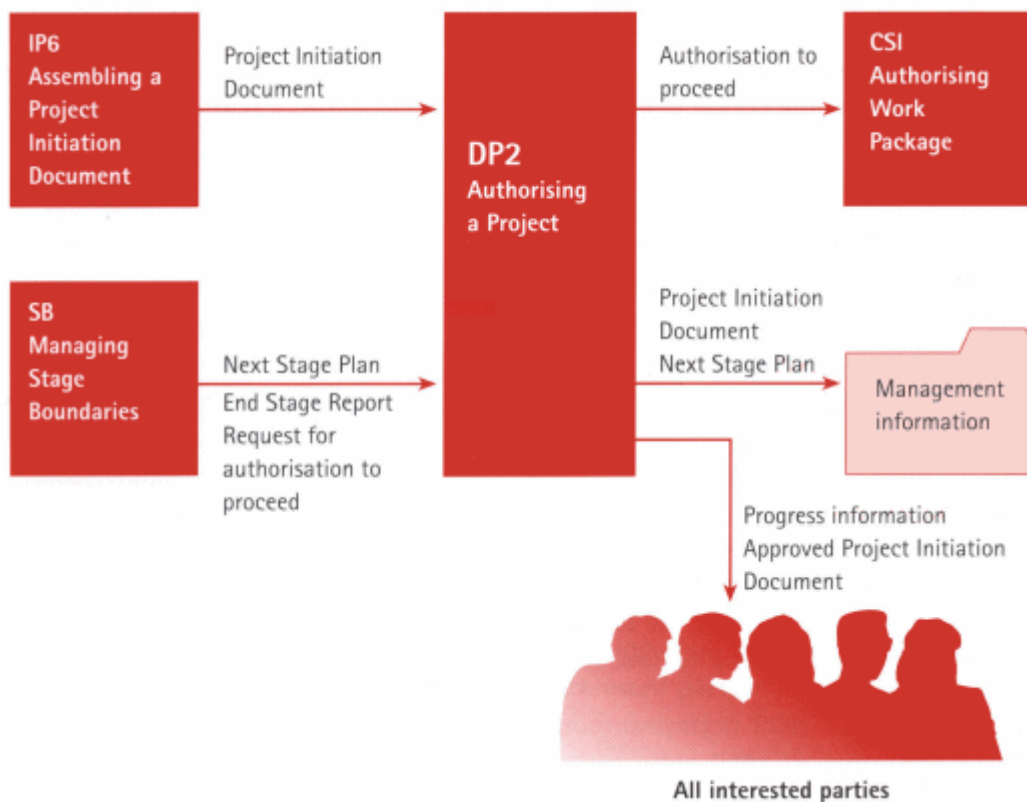 IP6
Assembling a
Project
Initiation
Document
Project Initiation
Document
DP2
Authorising
a Project
Authorisation to
proceed
CSI
Authorising
Work
Package
SB
Managing
Stage
Boundaries
Next Stage Plan
End Stage Report
Request for
authorisation to
proceed
Project Initiation
Document
Next Stage Plan
Management
information
Progress information
Approved Project Initiation
Document
All interested parties